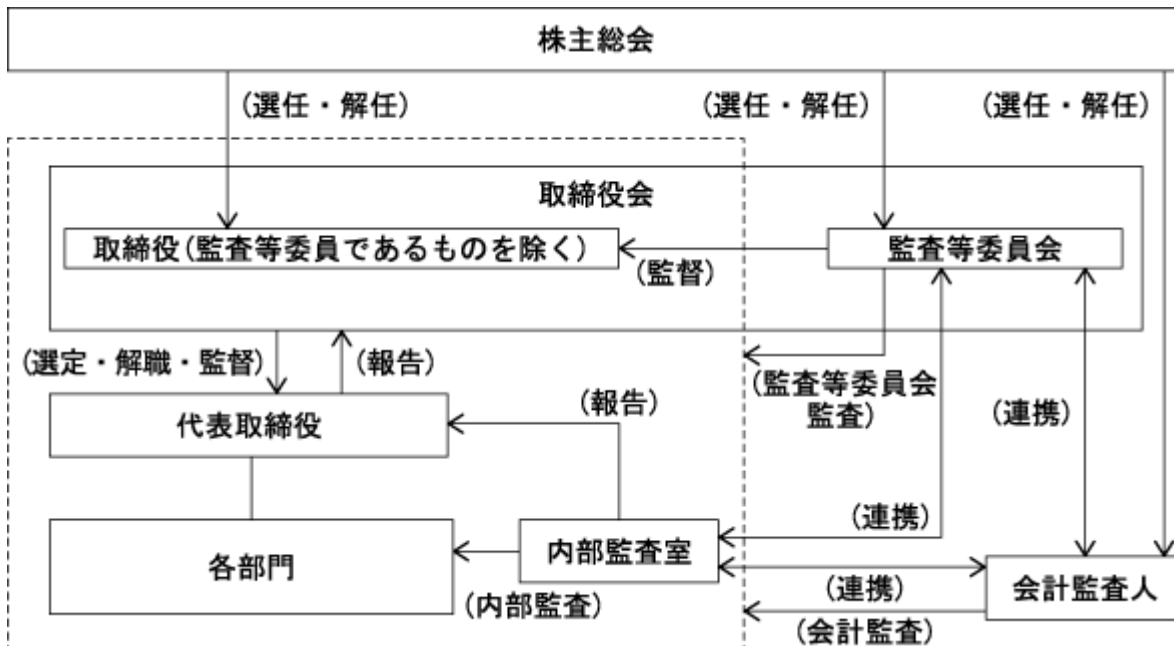 株主総会
(選任・解任)
(選任・解任)
(選任・解任)
取締役会
取締役(監査等委員であるものを除く)
監査等委員会
(監督)
(選定・解職・監督)
(報告)
(監査等委員会
監査)
(報告)
(連携)
代表取締役
(連携)
内部監査室
各部門
(内部監査)
(連携)
会計監査人
(会計監査)